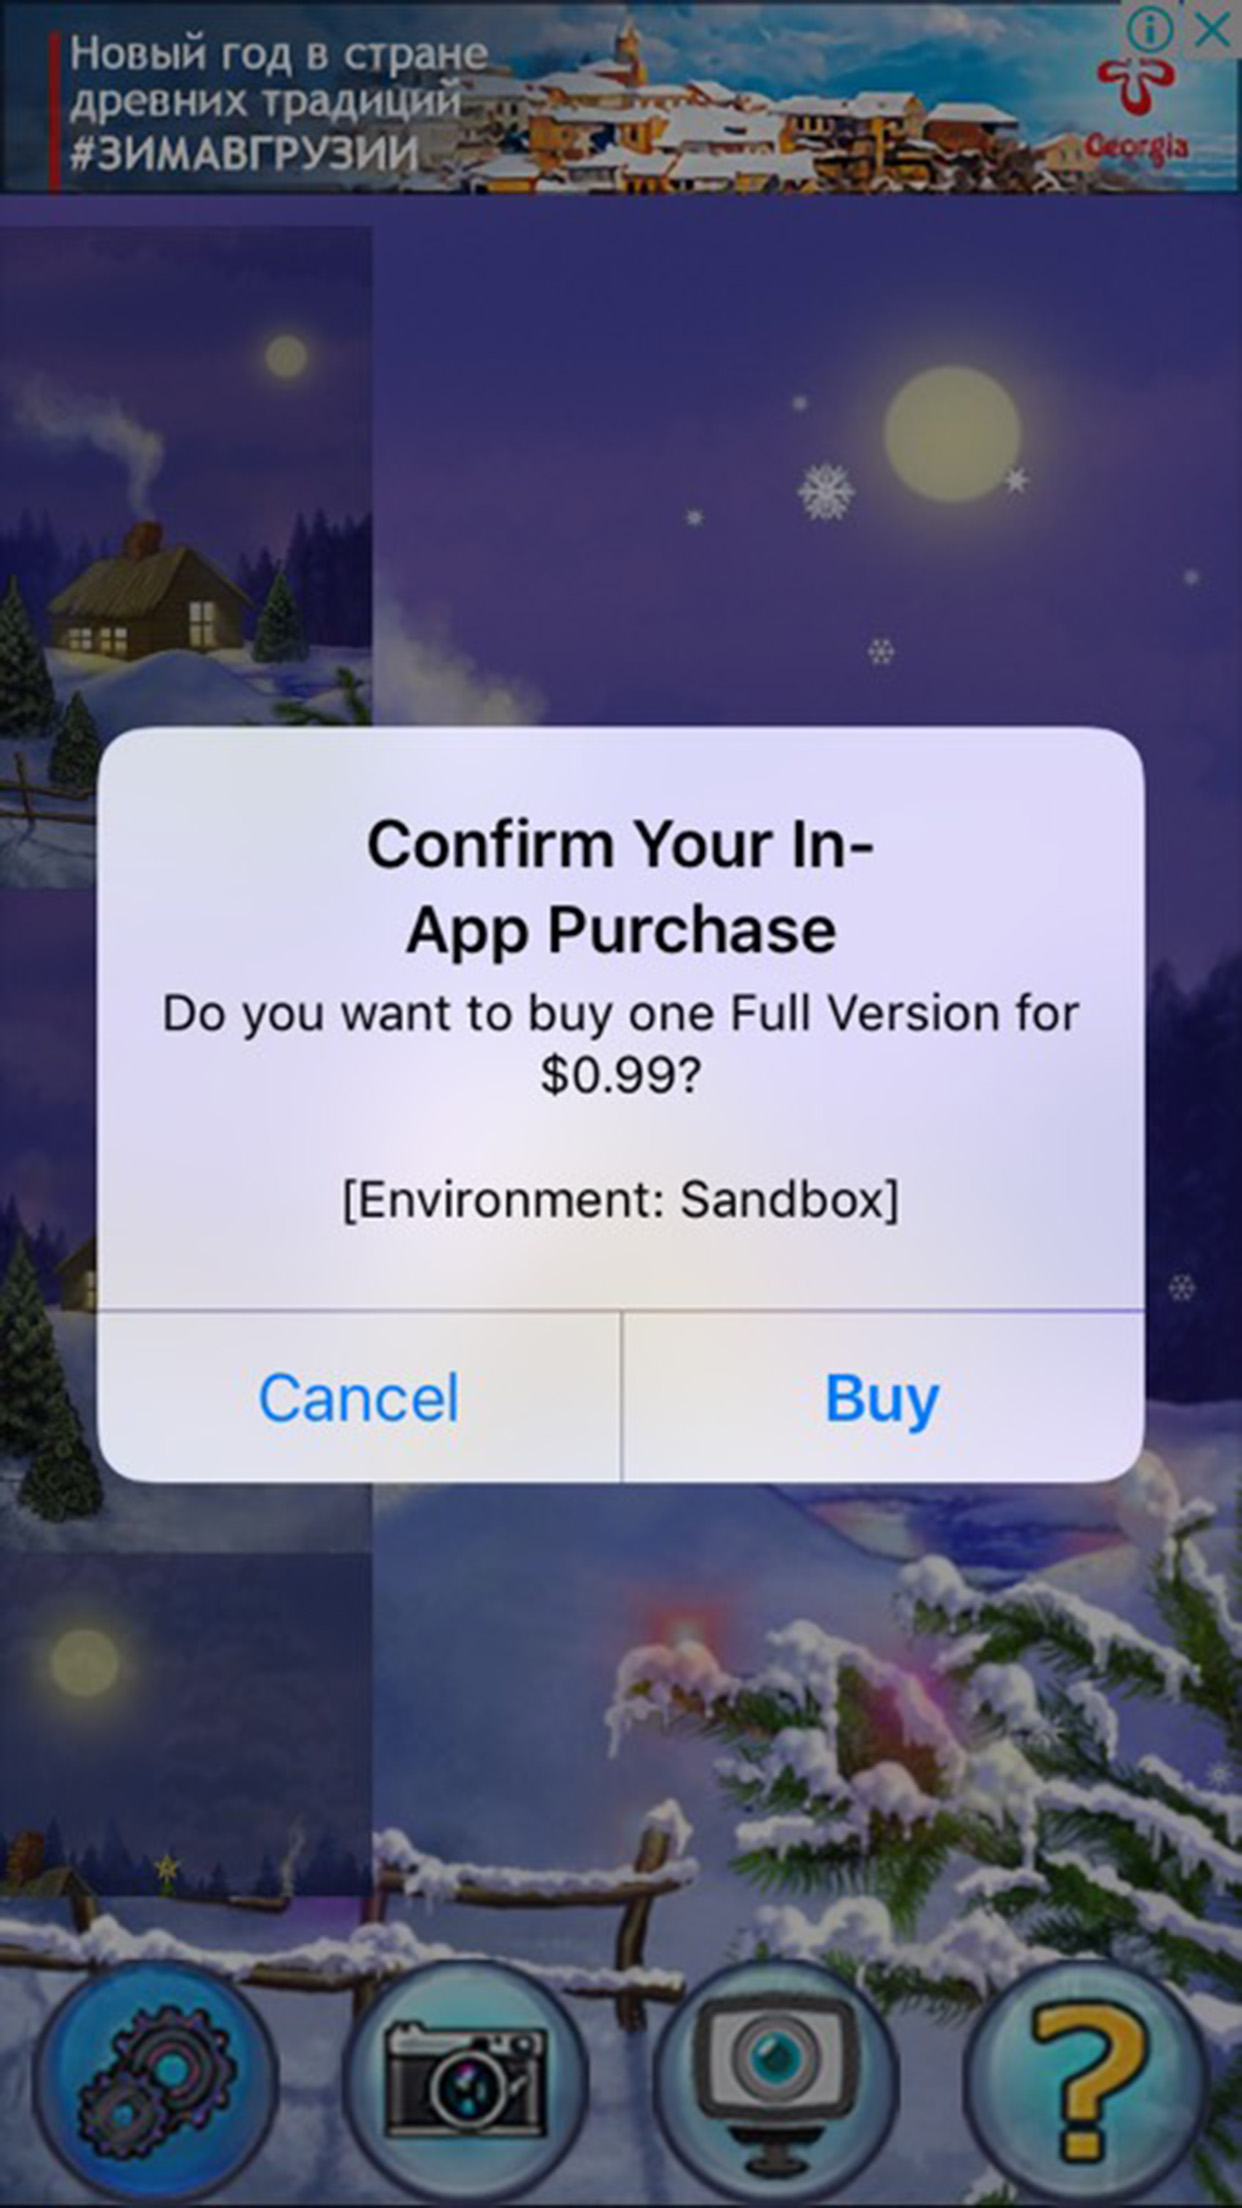 Новый год в стране
древних традиций
#ЗИМАВГРУЗИИ
Georgia
Confirm Your In-
App Purchase
Do you want to buy one Full Version for
$0.99?
[Environment: Sandbox]
Cancel
Buy